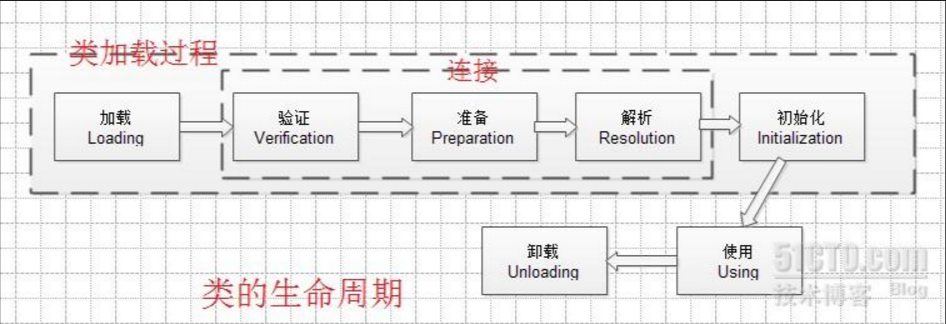 类加载过程
连接
加载
Loading
验证
Verification
准备
Preparation
解析
Resolution
初始化
Initialization
卸载
Unloading
使用
Using
51CTO.com
技术博客
Blog
类的生命周期